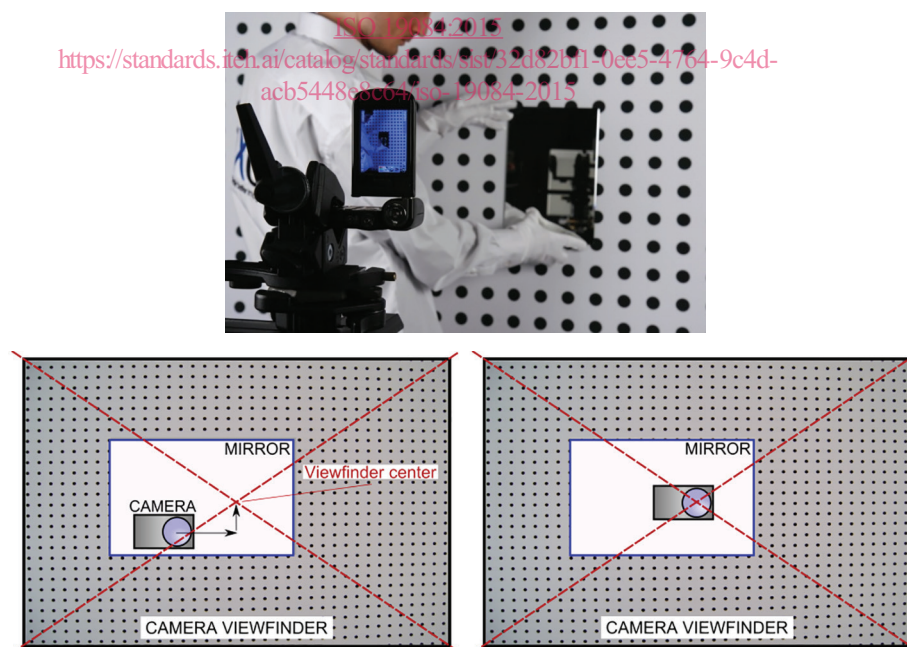 ISO 19084:2015
https://standards.iteh.ai/catalog/standards/sist/32d82bf1-0ee5-4764-9c4d-
acb5448e8c64/iso-19084-2015
MIRROR
Viewfinder center
CAMERA
CAMERA VIEWFINDER
MIRROR
CAMERA VIEWFINDER